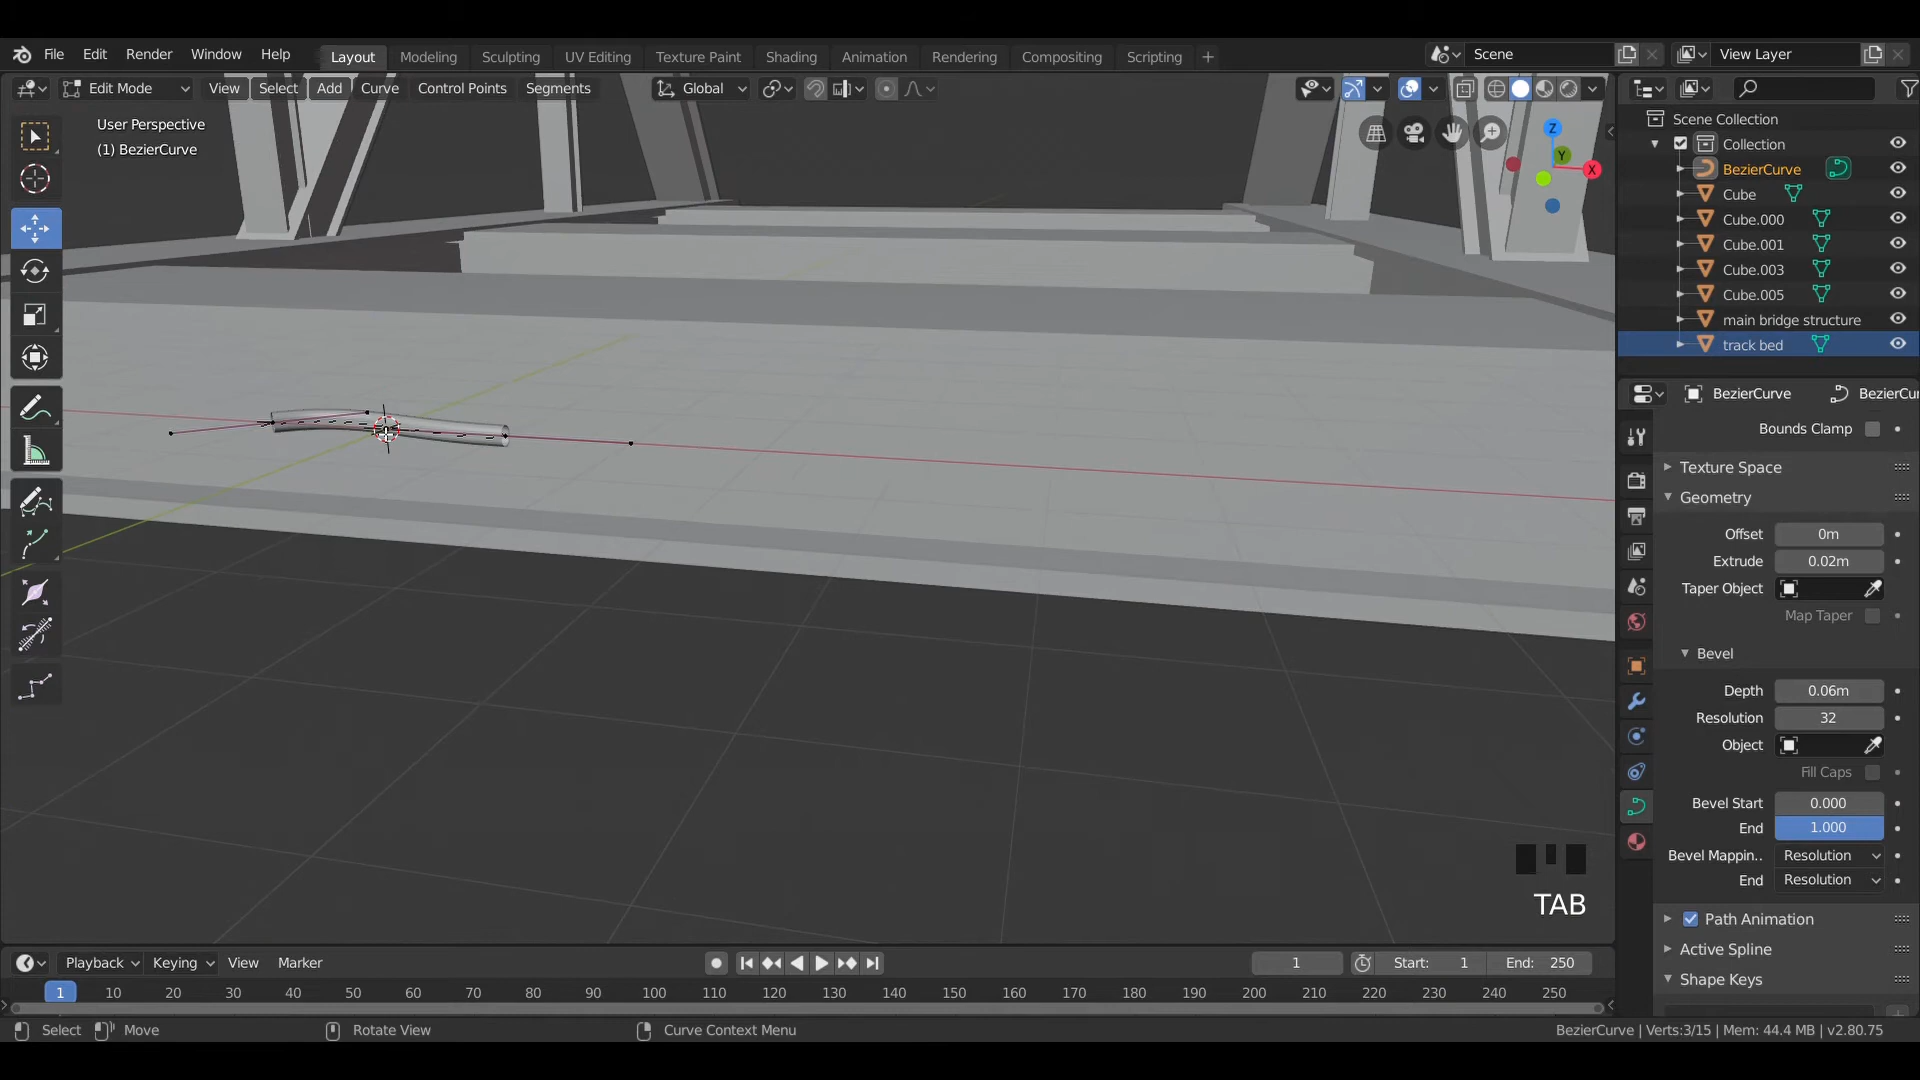 File Edit Render Window Help Layout Modeling Sculpting UV Editing Texture Paint Shading Animation Rendering Compositing Scripting + Scene View Layer
Edit Mode View Select Add Curve Control Points Segments Global
User Perspective
(1) BezierCurve
Z
Y
X
Scene Collection
Collection
BezierCurve
Cube
Cube.000
Cube.001
Cube.003
Cube.005
main bridge structure
track bed
BezierCurve BezierCu
Bounds Clamp
Texture Space
Geometry
Offset 0m
Extrude 0.02m
Taper Object
Map Taper
Bevel
Depth 0.06m
Resolution 32
Object
Fill Caps
Bevel Start 0.000
End 1.000
Bevel Mappin.. Resolution
End Resolution
Path Animation
Active Spline
Shape Keys
TAB
Playback Keying View Marker 1 Start: 1 End: 250
1 10 20 30 40 50 60 70 80 90 100 110 120 130 140 150 160 170 180 190 200 210 220 230 240 250
Select Move Rotate View Curve Context Menu BezierCurve | Verts:3/15 | Mem: 44.4 MB | v2.80.75